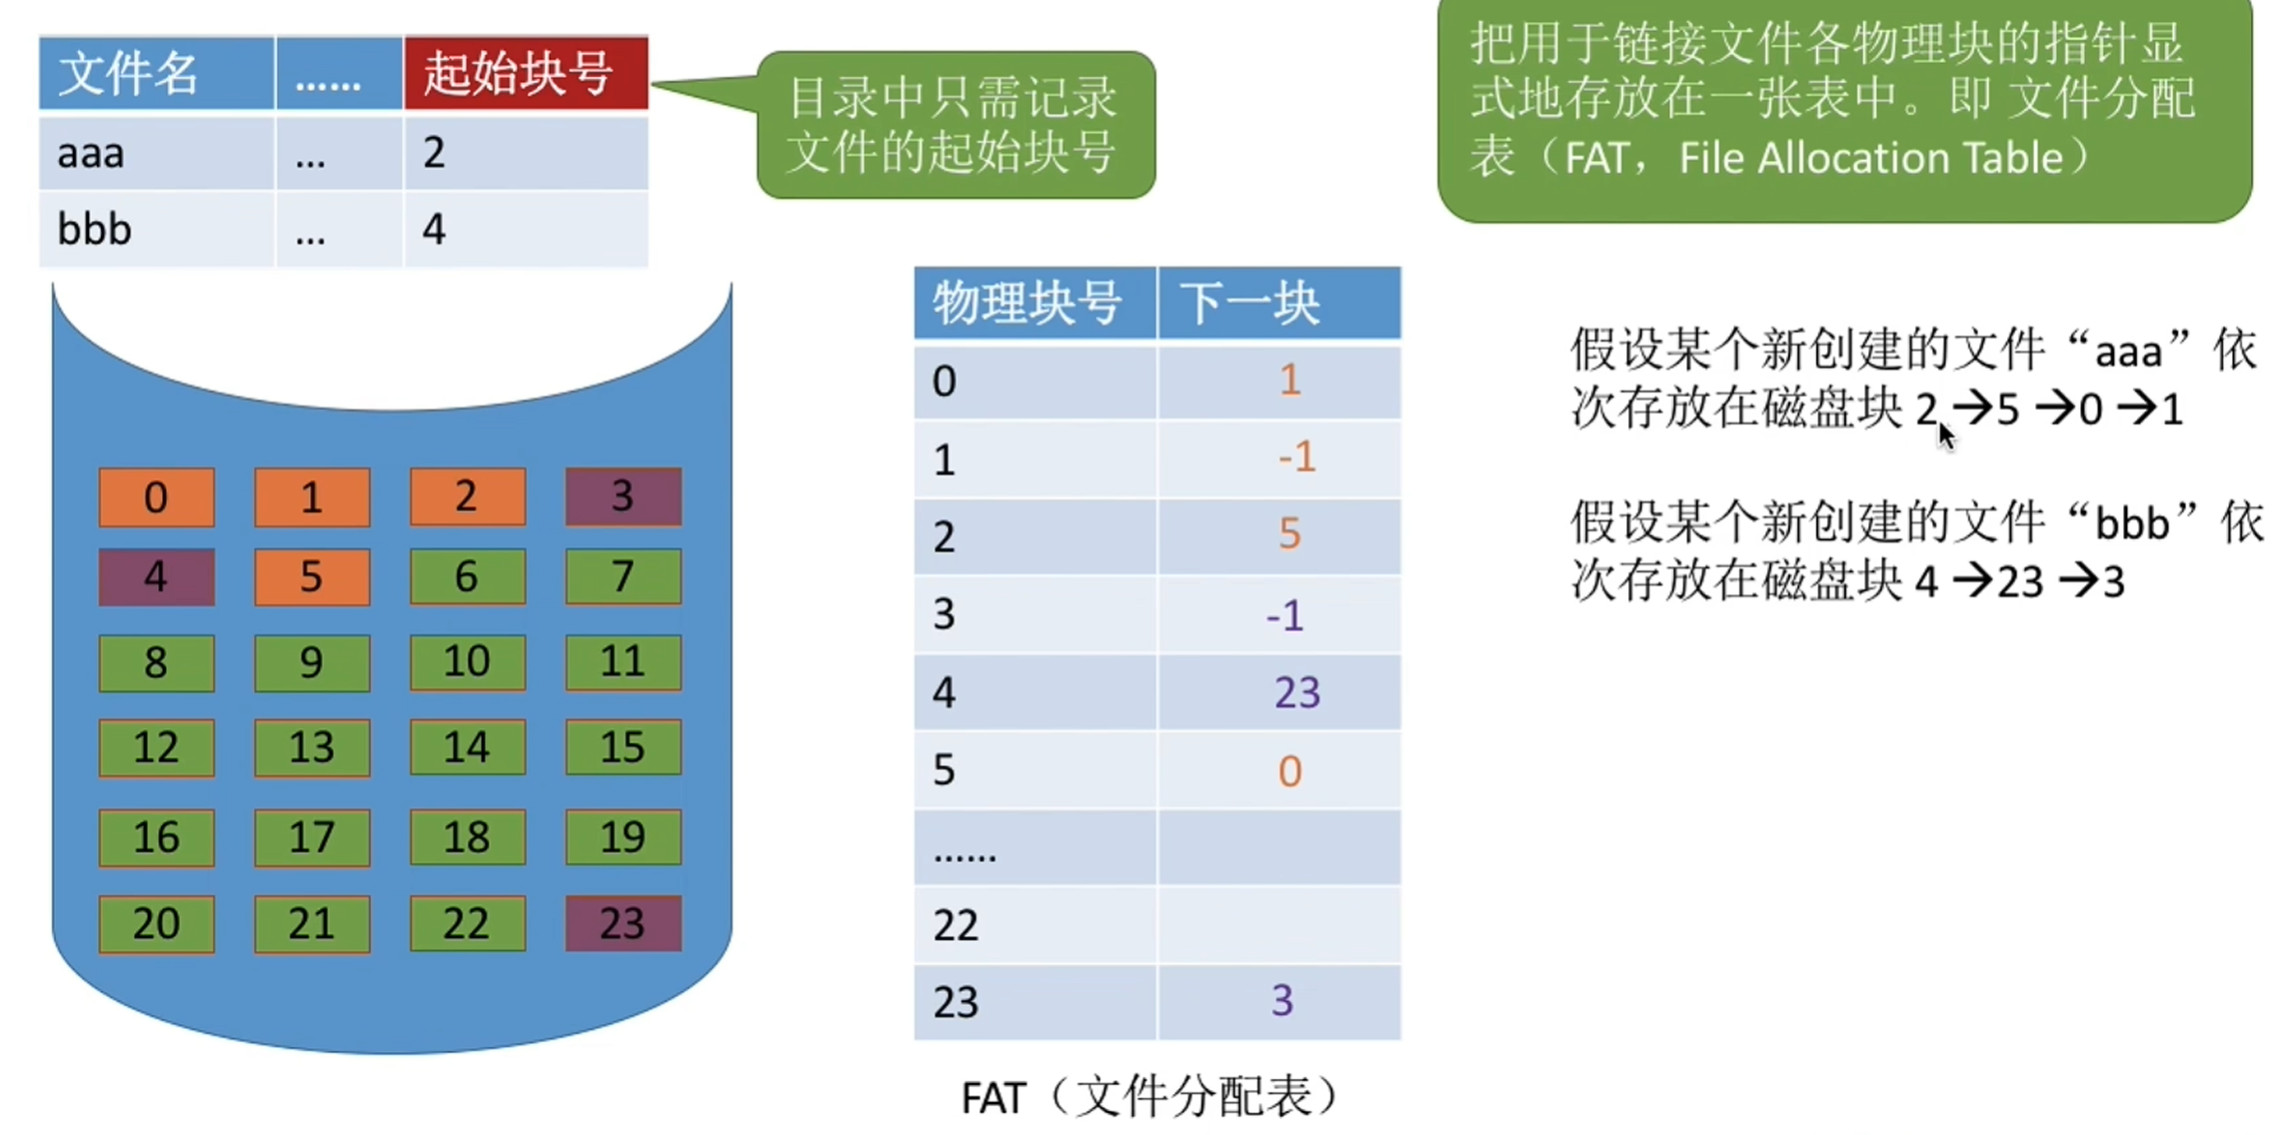 文件名 …… 起始块号
aaa … 2
bbb … 4
目录中只需记录
文件的起始块号
把用于链接文件各物理块的指针显
式地存放在一张表中。即 文件分配
表（FAT，File Allocation Table）
0 1 2 3
4 5 6 7
8 9 10 11
12 13 14 15
16 17 18 19
20 21 22 23
物理块号 下一块
0 1
1 -1
2 5
3 -1
4 23
5 0
……
22
23 3
FAT（文件分配表）
假设某个新创建的文件“aaa”依
次存放在磁盘块 2 →5 →0 →1
假设某个新创建的文件“bbb”依
次存放在磁盘块 4 →23 →3